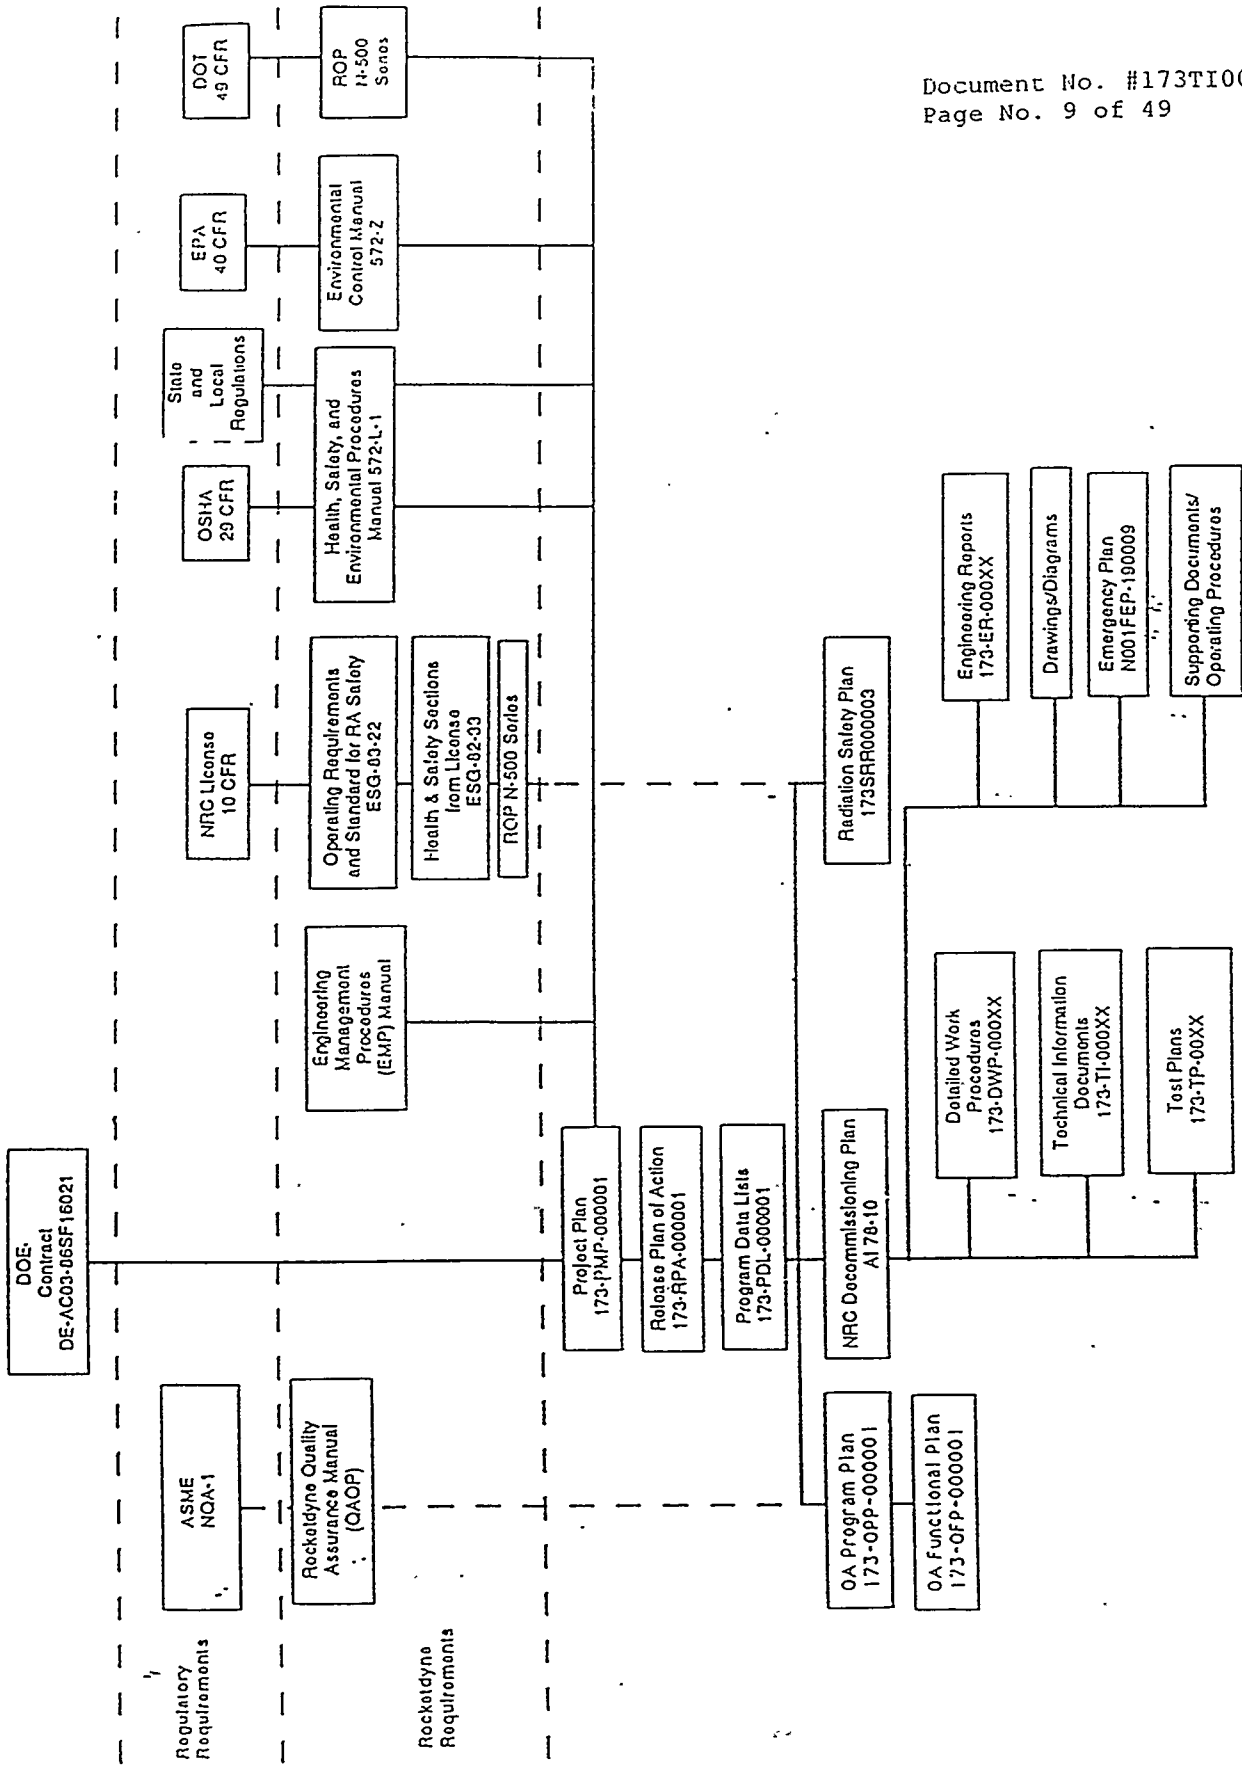 Document No. #173TI00
Page No. 9 of 49
DOE-
Contract
DE-AC03-86SF16021
Regulatory
Requirements
ASME
NQA-1
NRC License
10 CFR
OSHA
29 CFR
State
and
Local
Regulations
EPA
40 CFR
DOT
49 CFR
Rocketdyne
Requirements
Rocketdyne Quality
Assurance Manual
(QAOP)
Engineering
Management
Procedures
(EMP) Manual
Operating Requirements
and Standard for RA Safety
ESG-83-22
Health & Safety Sections
from License
ESG-82-33
ROP N-500 Series
Health, Safety, and
Environmental Procedures
Manual 572-L-1
Environmental
Control Manual
572-Z
ROP
N-500
Series
Project Plan
173-PMP-000001
Release Plan of Action
173-RPA-000001
Program Data Lists
173-PDL-000001
QA Program Plan
173-QPP-000001
QA Functional Plan
173-QFP-000001
NRC Decommissioning Plan
AI 78-10
Radiation Safety Plan
173SRR000003
Detailed Work
Procedures
173-DWP-000XX
Technical Information
Documents
173-TI-000XX
Test Plans
173-TP-00XX
Engineering Reports
173-ER-000XX
Drawings/Diagrams
Emergency Plan
N001FEP-190009
Supporting Documents/
Operating Procedures